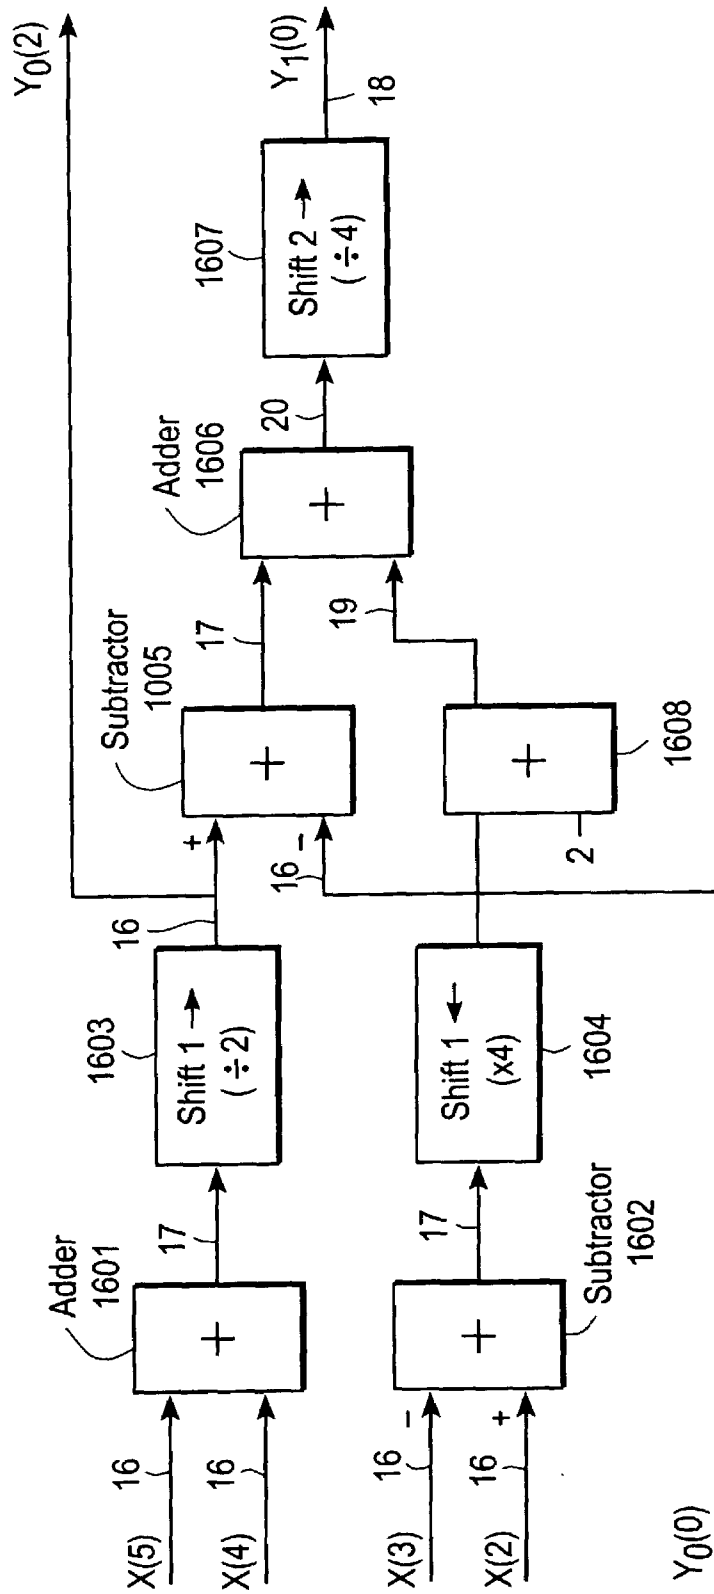 Y0(2)
X(5)
16
X(4)
16
Adder
1601
+
17
1603
Shift 1 →
(÷2)
16
+
16
−
Subtractor
1005
+
17
Adder
1606
+
20
1607
Shift 2 →
(÷4)
Y1(0)
18
X(3)
16
−
X(2)
16
+
+
Subtractor
1602
17
Shift 1 ←
(x4)
1604
2
+
1608
19
Y0(0)